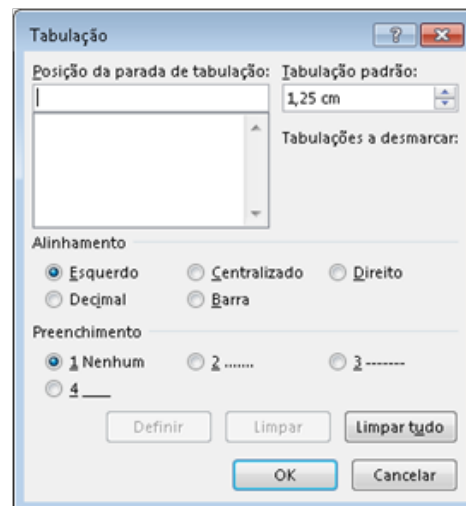 Tabulação
Posição da parada de tabulação: Tabulação padrão:
1,25 cm
Tabulações a desmarcar:
Alinhamento
Esquerdo Centralizado Direito
Decimal Barra
Preenchimento
1 Nenhum 2 ....... 3 -------
4 ___
Definir Limpar Limpar tudo
OK Cancelar